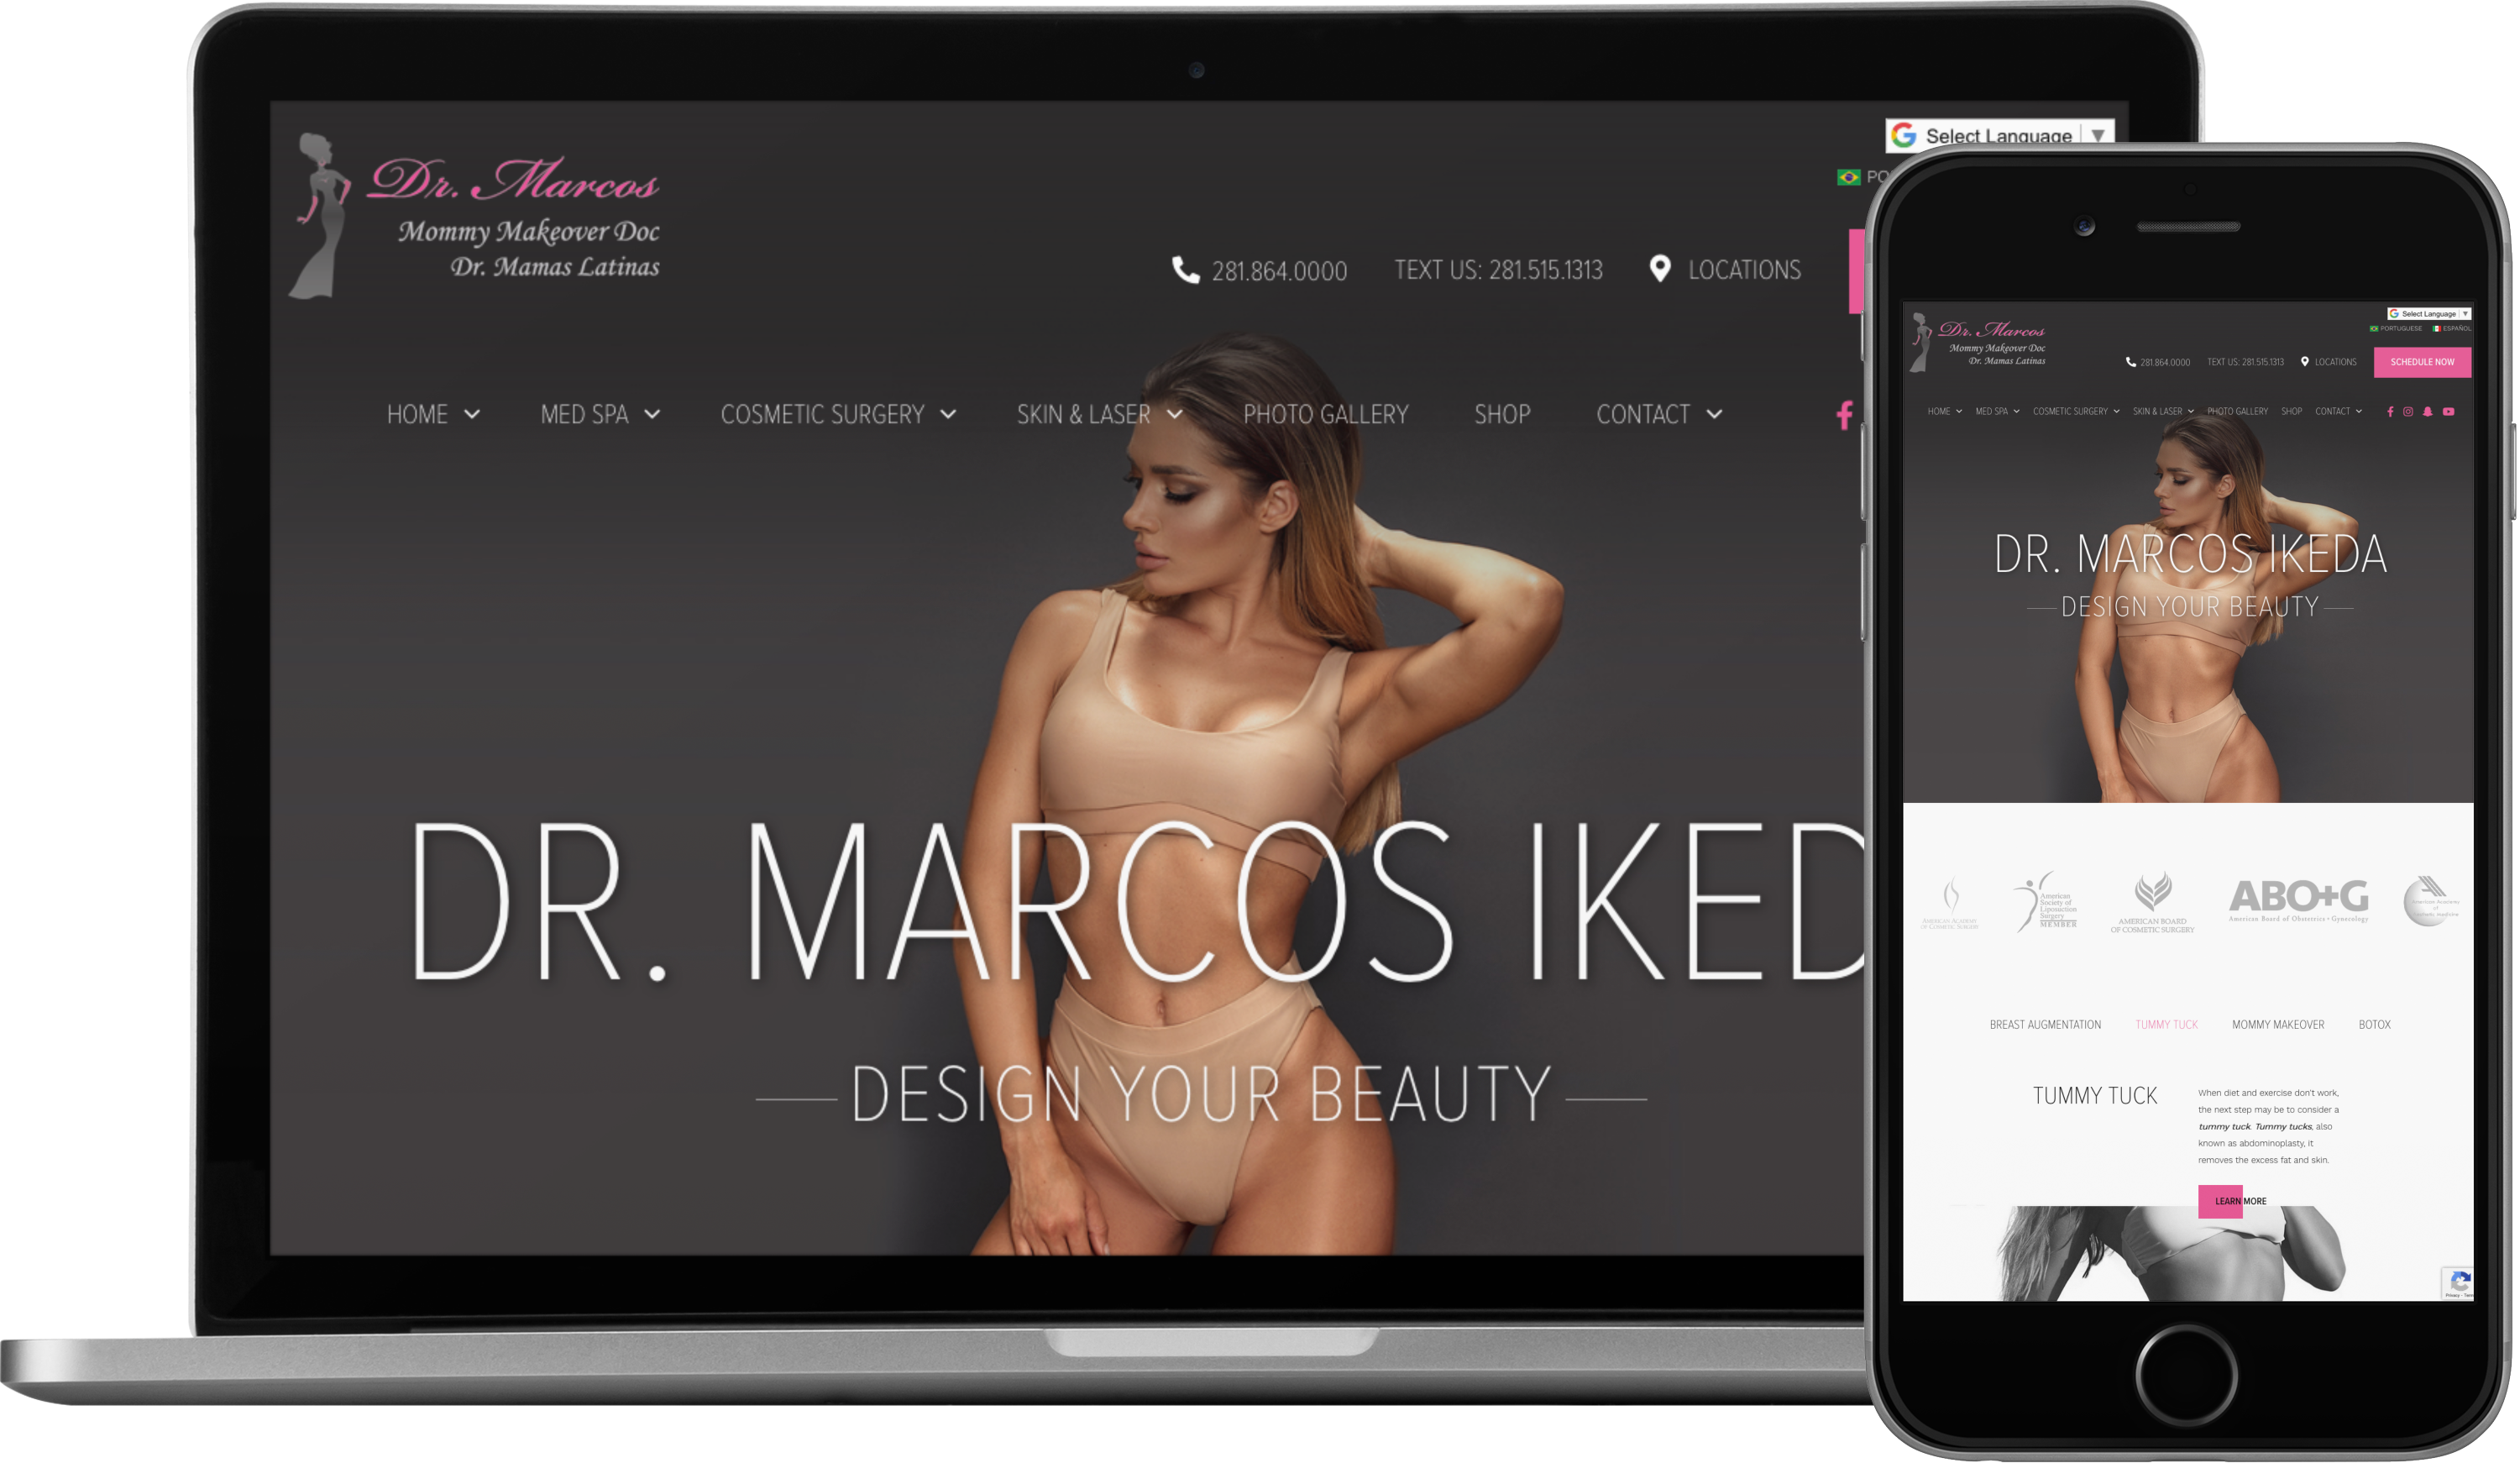 Select Language
Dr. Marcos
Mommy Makeover Doc
Dr. Mamas Latinas
281.864.0000
TEXT US: 281.515.1313
LOCATIONS
HOME
MED SPA
COSMETIC SURGERY
SKIN & LASER
PHOTO GALLERY
SHOP
CONTACT
DR. MARCOS IKED
DESIGN YOUR BEAUTY
Select Language
PORTUGUESE ESPAÑOL
Dr. Marcos
Mommy Makeover Doc
Dr. Mamas Latinas
281.864.0000
TEXT US: 281.515.1313
LOCATIONS
SCHEDULE NOW
HOME
MED SPA
COSMETIC SURGERY
SKIN & LASER
PHOTO GALLERY
SHOP
CONTACT
DR. MARCOS IKEDA
DESIGN YOUR BEAUTY
AMERICAN ACADEMY
OF COSMETIC SURGERY
American
Society of
Liposuction
Surgery
MEMBER
AMERICAN BOARD
OF COSMETIC SURGERY
ABO+G
American Board of Obstetrics + Gynecology
American Academy
of
Cosmetic Medicine
BREAST AUGMENTATION
TUMMY TUCK
MOMMY MAKEOVER
BOTOX
TUMMY TUCK
When diet and exercise don't work,
the next step may be to consider a
tummy tuck. Tummy tucks, also
known as abdominoplasty, it
removes the excess fat and skin.
LEARN MORE
Privacy -